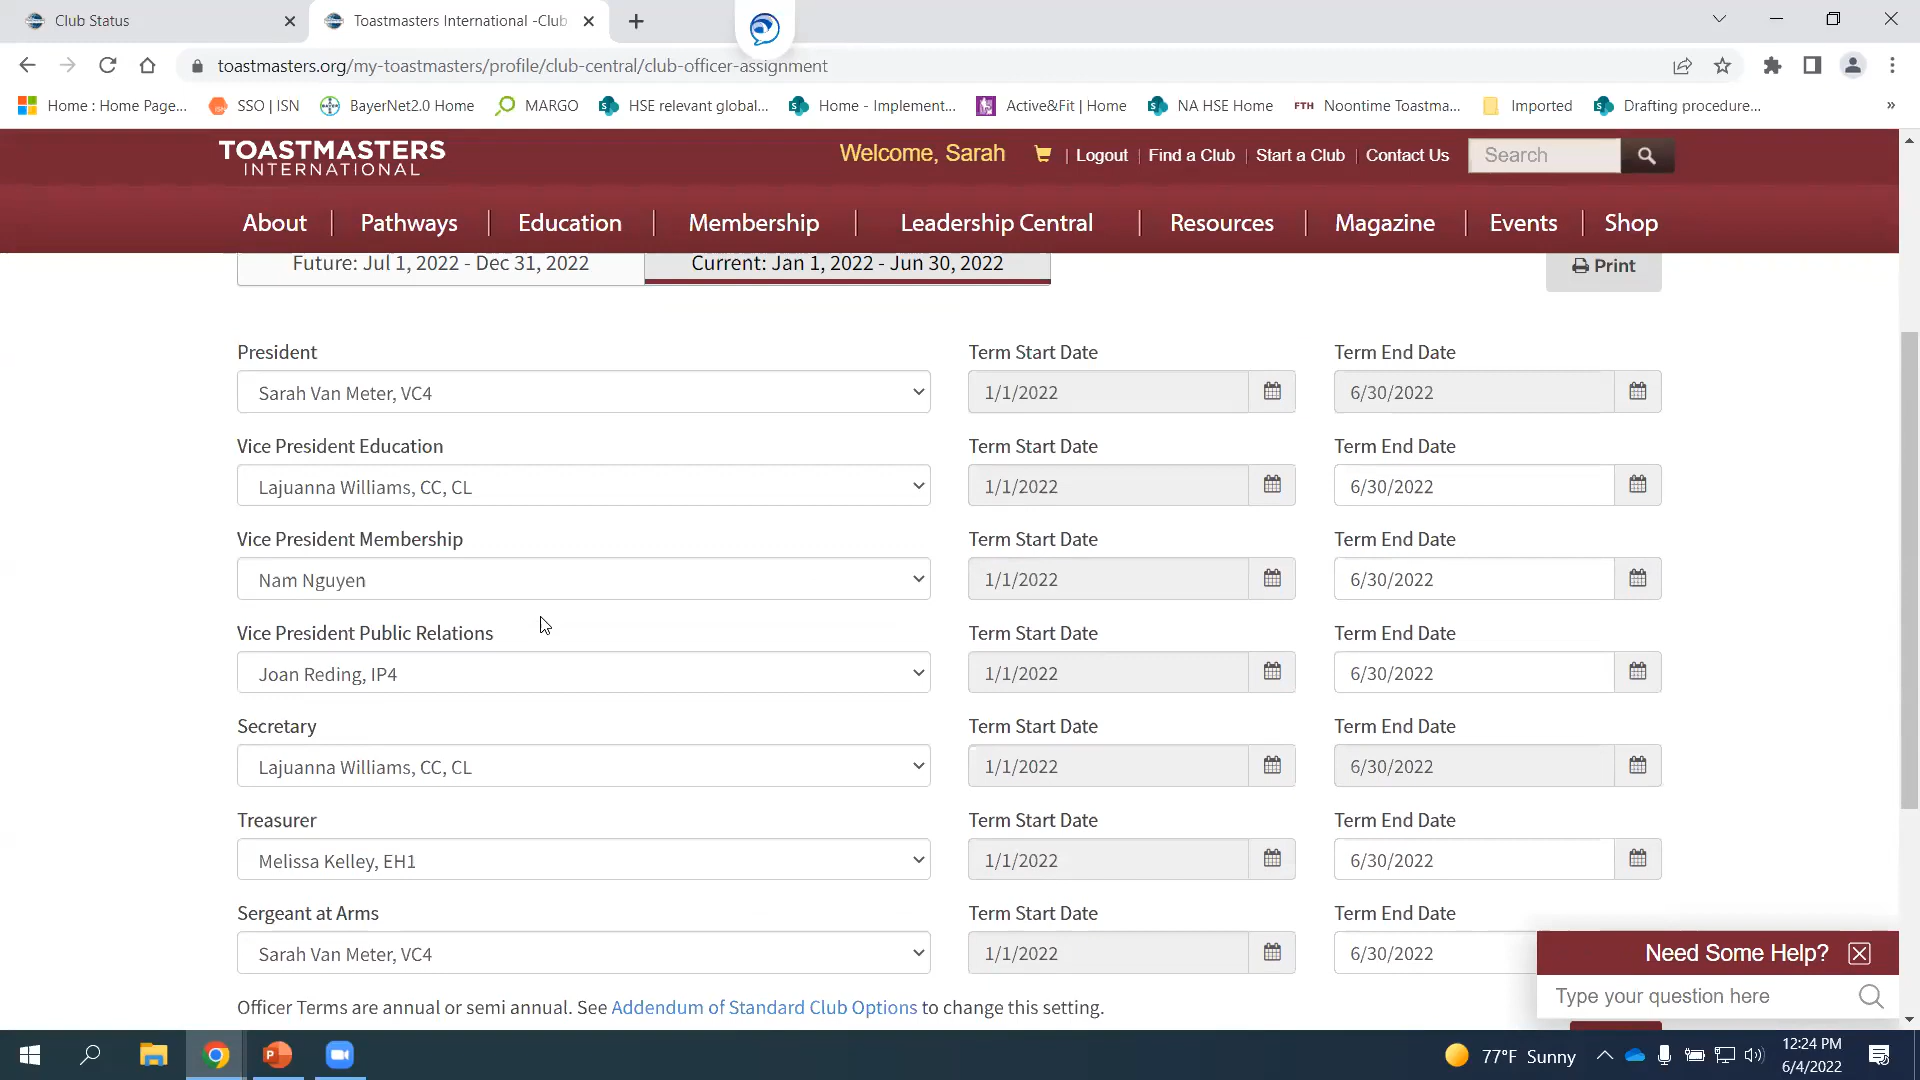 Club Status
Toastmasters International -Club
toastmasters.org/my-toastmasters/profile/club-central/club-officer-assignment
Home : Home Page... SSO | ISN BayerNet2.0 Home MARGO HSE relevant global... Home - Implement... Active&Fit | Home NA HSE Home FTH Noontime Toastma... Imported Drafting procedure... »
TOASTMASTERS
INTERNATIONAL
Welcome, Sarah | Logout | Find a Club | Start a Club | Contact Us Search
About Pathways Education Membership Leadership Central Resources Magazine Events Shop
Future: Jul 1, 2022 - Dec 31, 2022 Current: Jan 1, 2022 - Jun 30, 2022 Print
President Term Start Date Term End Date
Sarah Van Meter, VC4 1/1/2022 6/30/2022
Vice President Education Term Start Date Term End Date
Lajuanna Williams, CC, CL 1/1/2022 6/30/2022
Vice President Membership Term Start Date Term End Date
Nam Nguyen 1/1/2022 6/30/2022
Vice President Public Relations Term Start Date Term End Date
Joan Reding, IP4 1/1/2022 6/30/2022
Secretary Term Start Date Term End Date
Lajuanna Williams, CC, CL 1/1/2022 6/30/2022
Treasurer Term Start Date Term End Date
Melissa Kelley, EH1 1/1/2022 6/30/2022
Sergeant at Arms Term Start Date Term End Date
Sarah Van Meter, VC4 1/1/2022 6/30/2022
Need Some Help?
Type your question here
Officer Terms are annual or semi annual. See Addendum of Standard Club Options to change this setting.
77°F Sunny
12:24 PM
6/4/2022